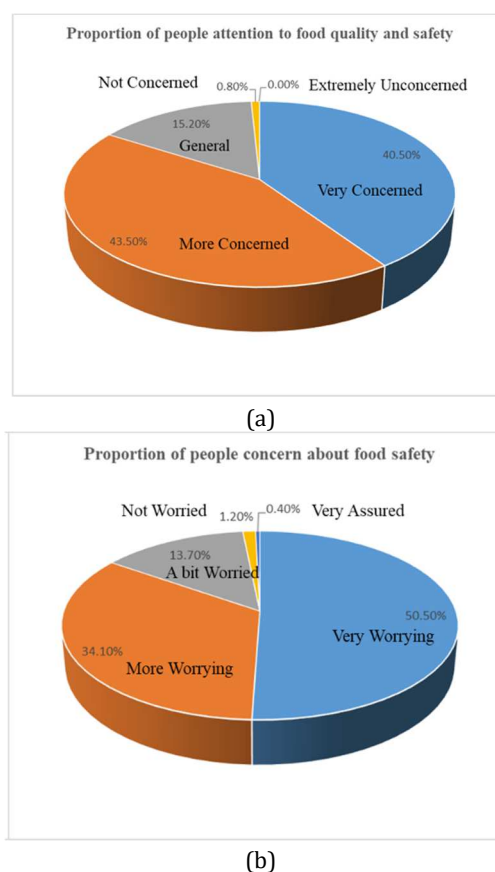 Proportion of people attention to food quality and safety
Not Concerned
0.80%
0.00%
Extremely Unconcerned
15.20%
General
40.50%
Very Concerned
43.50%
More Concerned
(a)
Proportion of people concern about food safety
Not Worried
1.20%
0.40%
Very Assured
13.70%
A bit Worried
50.50%
Very Worrying
34.10%
More Worrying
(b)